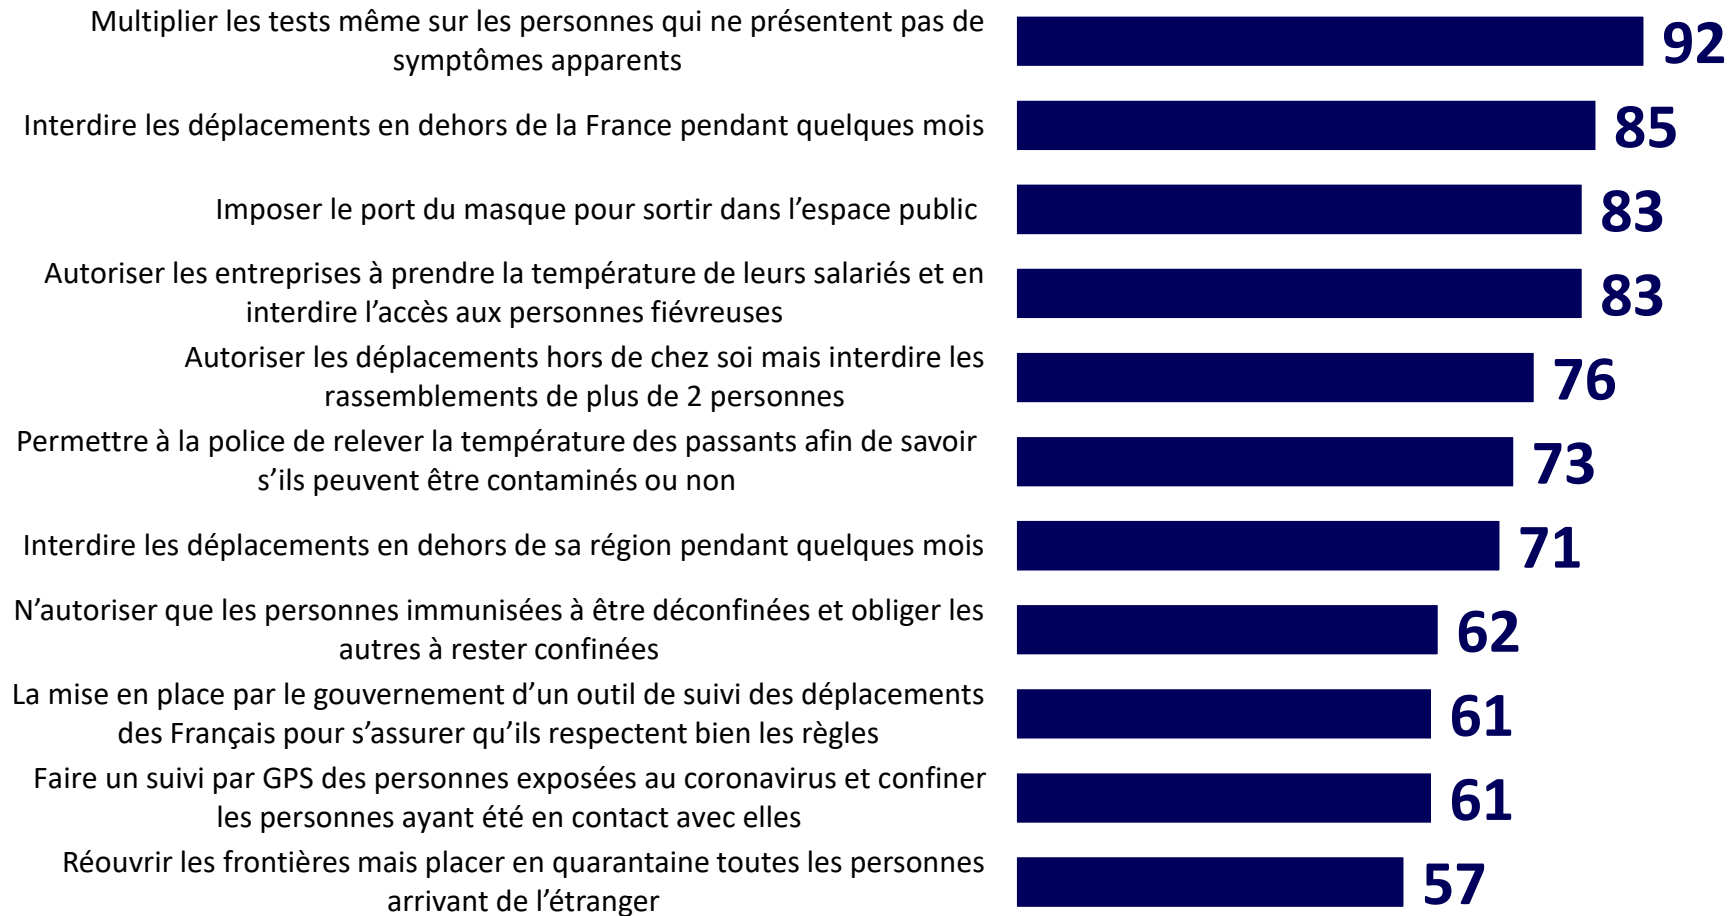 Multiplier les tests même sur les personnes qui ne présentent pas de
symptômes apparents
92
Interdire les déplacements en dehors de la France pendant quelques mois
85
Imposer le port du masque pour sortir dans l’espace public
83
Autoriser les entreprises à prendre la température de leurs salariés et en
interdire l’accès aux personnes fiévreuses
83
Autoriser les déplacements hors de chez soi mais interdire les
rassemblements de plus de 2 personnes
76
Permettre à la police de relever la température des passants afin de savoir
s’ils peuvent être contaminés ou non
73
Interdire les déplacements en dehors de sa région pendant quelques mois
71
N’autoriser que les personnes immunisées à être déconfinées et obliger les
autres à rester confinées
62
La mise en place par le gouvernement d’un outil de suivi des déplacements
des Français pour s’assurer qu’ils respectent bien les règles
61
Faire un suivi par GPS des personnes exposées au coronavirus et confiner
les personnes ayant été en contact avec elles
61
Réouvrir les frontières mais placer en quarantaine toutes les personnes
arrivant de l’étranger
57